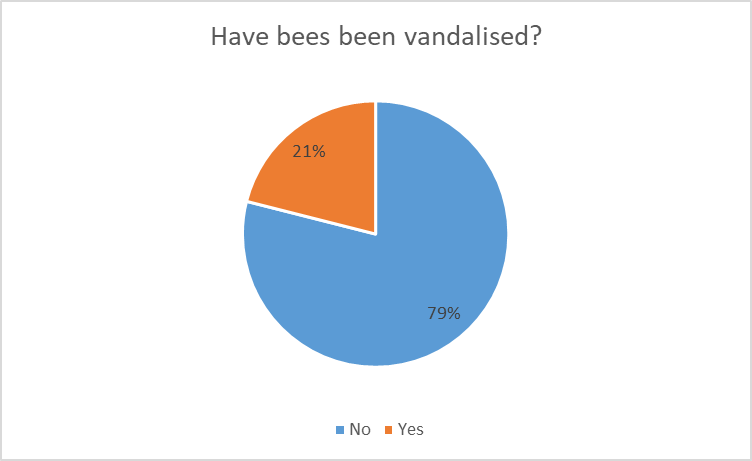 Have bees been vandalised?
21%
79%
No Yes